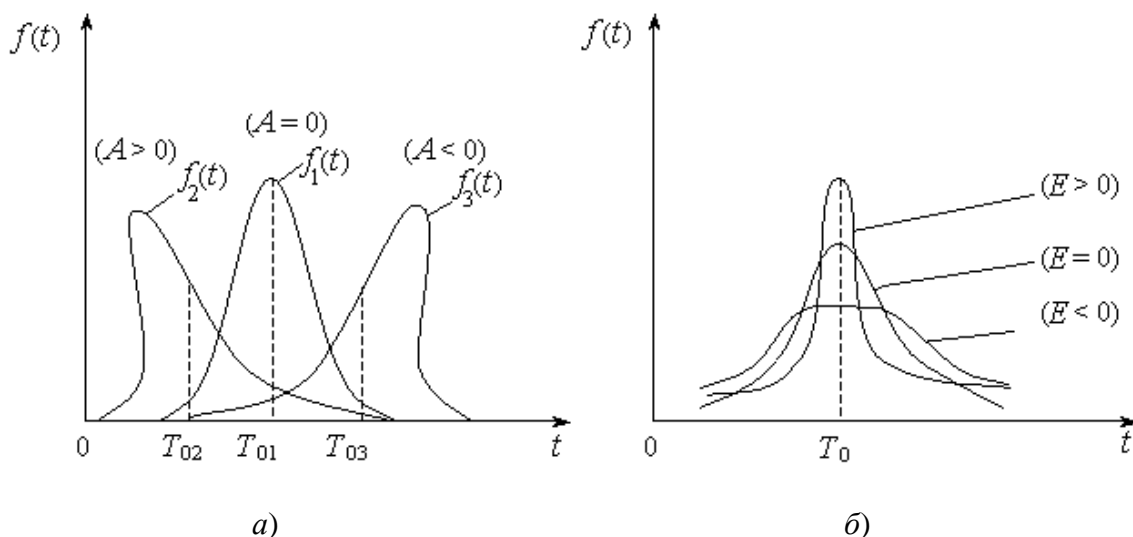 f(t)
(A = 0)
(A > 0)
(A < 0)
f₂(t)
f₁(t)
f₃(t)
0
T₀₂
T₀₁
T₀₃
t
а)
f(t)
(E > 0)
(E = 0)
(E < 0)
0
T₀
t
б)